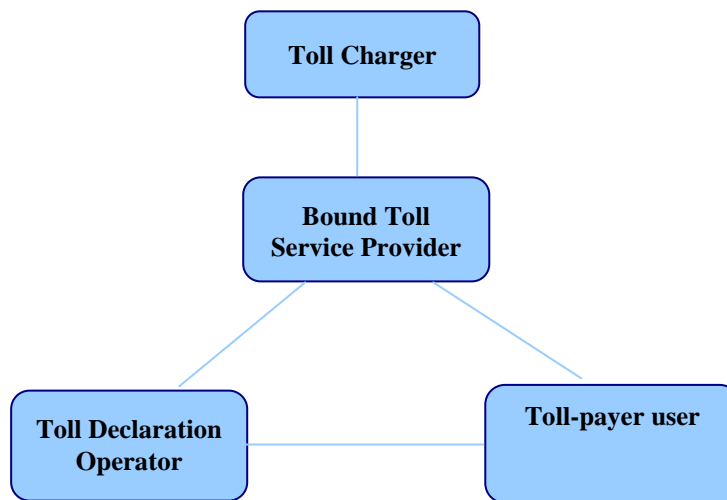 Toll Charger
Bound Toll
Service Provider
Toll Declaration
Operator
Toll-payer user